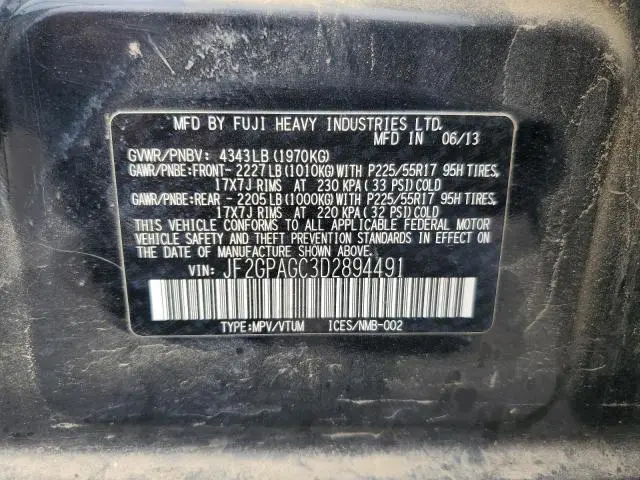 MFD BY FUJI HEAVY INDUSTRIES LTD.
MFD IN 06/13
GVWR/PNBV: 4343LB (1970KG)
GAWR/PNBE:FRONT- 2227LB (1010KG) WITH P225/55R17 95H TIRES,
17X7J RIMS AT 230 KPA (33 PSI) COLD
GAWR/PNBE:REAR - 2205LB (1000KG) WITH P225/55R17 95H TIRES,
17X7J RIMS AT 220 KPA (32 PSI) COLD
THIS VEHICLE CONFORMS TO ALL APPLICABLE FEDERAL MOTOR
VEHICLE SAFETY AND THEFT PREVENTION STANDARDS IN EFFECT ON
THE DATE OF MANUFACTURE SHOWN ABOVE.
VIN: JF2GPAGC3D2894491
TYPE:MPV/VTUM ICES/NMB-002